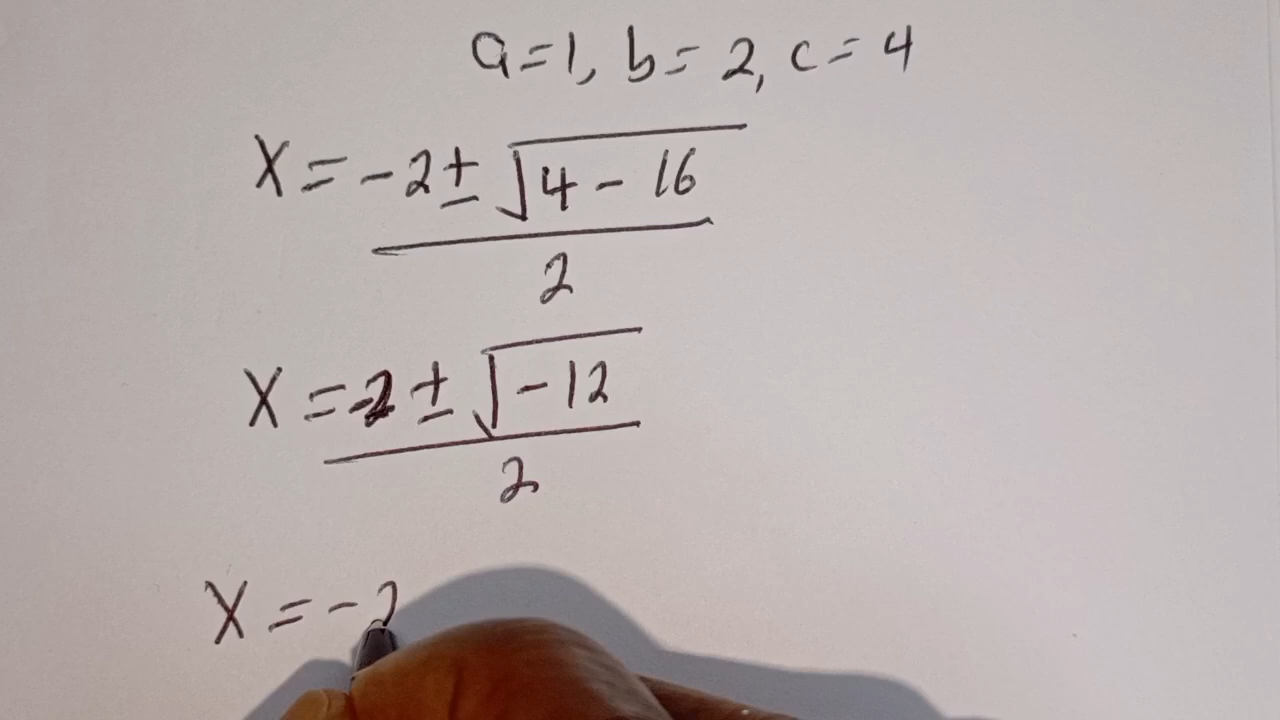 a=1, b=2, c=4
X = -2 ± √4 - 16
2
X = -2 ± √-12
2
X = -2